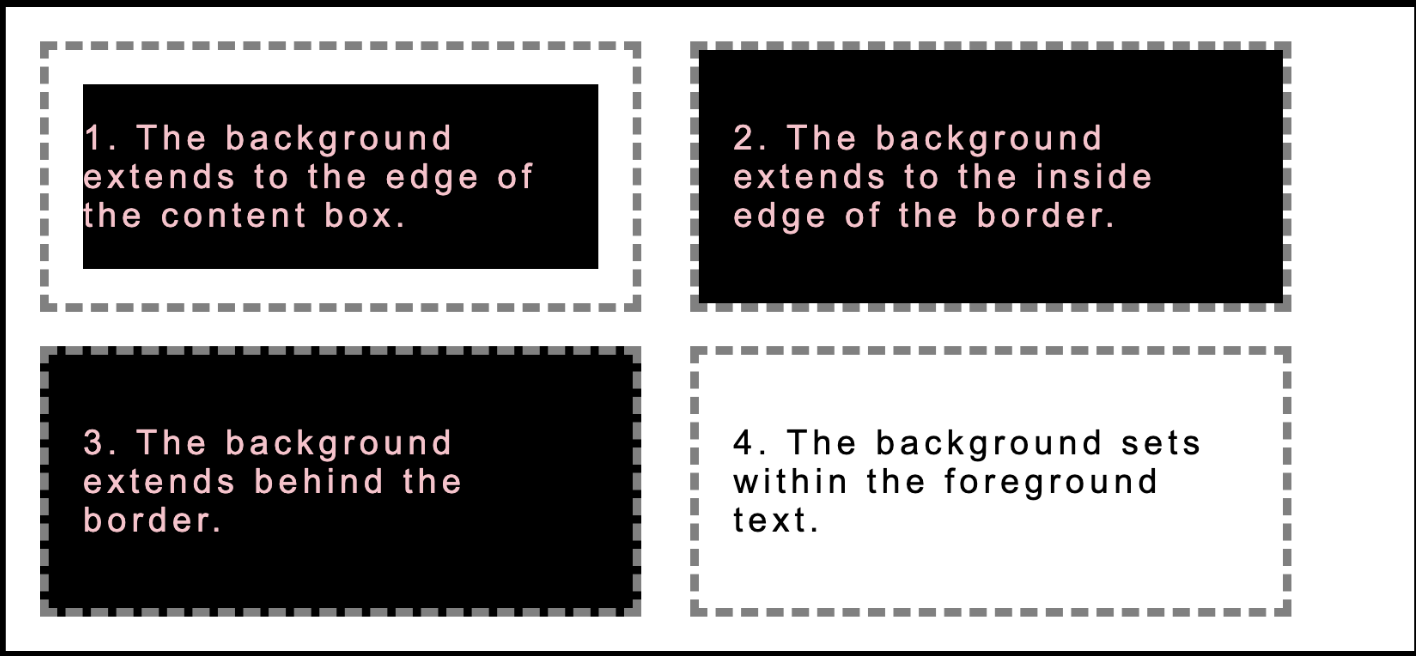 1. The background
extends to the edge of
the content box.
2. The background
extends to the inside
edge of the border.
3. The background
extends behind the
border.
4. The background sets
within the foreground
text.